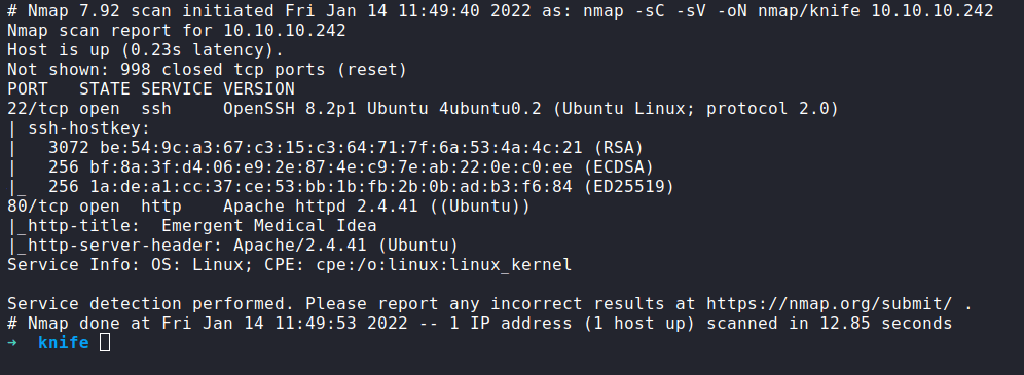 # Nmap 7.92 scan initiated Fri Jan 14 11:49:40 2022 as: nmap -sC -sV -oN nmap/knife 10.10.10.242
Nmap scan report for 10.10.10.242
Host is up (0.23s latency).
Not shown: 998 closed tcp ports (reset)
PORT   STATE SERVICE VERSION
22/tcp open  ssh     OpenSSH 8.2p1 Ubuntu 4ubuntu0.2 (Ubuntu Linux; protocol 2.0)
| ssh-hostkey:
|   3072 be:54:9c:a3:67:c3:15:c3:64:71:7f:6a:53:4a:4c:21 (RSA)
|   256 bf:8a:3f:d4:06:e9:2e:87:4e:c9:7e:ab:22:0e:c0:ee (ECDSA)
|_  256 1a:de:a1:cc:37:ce:53:bb:1b:fb:2b:0b:ad:b3:f6:84 (ED25519)
80/tcp open  http    Apache httpd 2.4.41 ((Ubuntu))
|_http-title:  Emergent Medical Idea
|_http-server-header: Apache/2.4.41 (Ubuntu)
Service Info: OS: Linux; CPE: cpe:/o:linux:linux_kernel
Service detection performed. Please report any incorrect results at https://nmap.org/submit/ .
# Nmap done at Fri Jan 14 11:49:53 2022 -- 1 IP address (1 host up) scanned in 12.85 seconds
→  knife